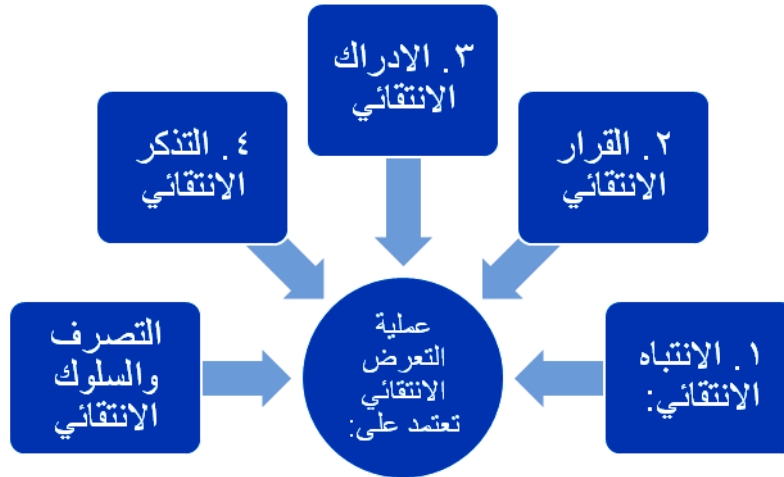 ٣. الادراك
الانتقائي
٢. القرار
الانتقائي
٤. التذكر
الانتقائي
١. الانتباه
الانتقائي:
عملية
التعرض
الانتقائي
تعتمد على:
التصرف
والسلوك
الانتقائي